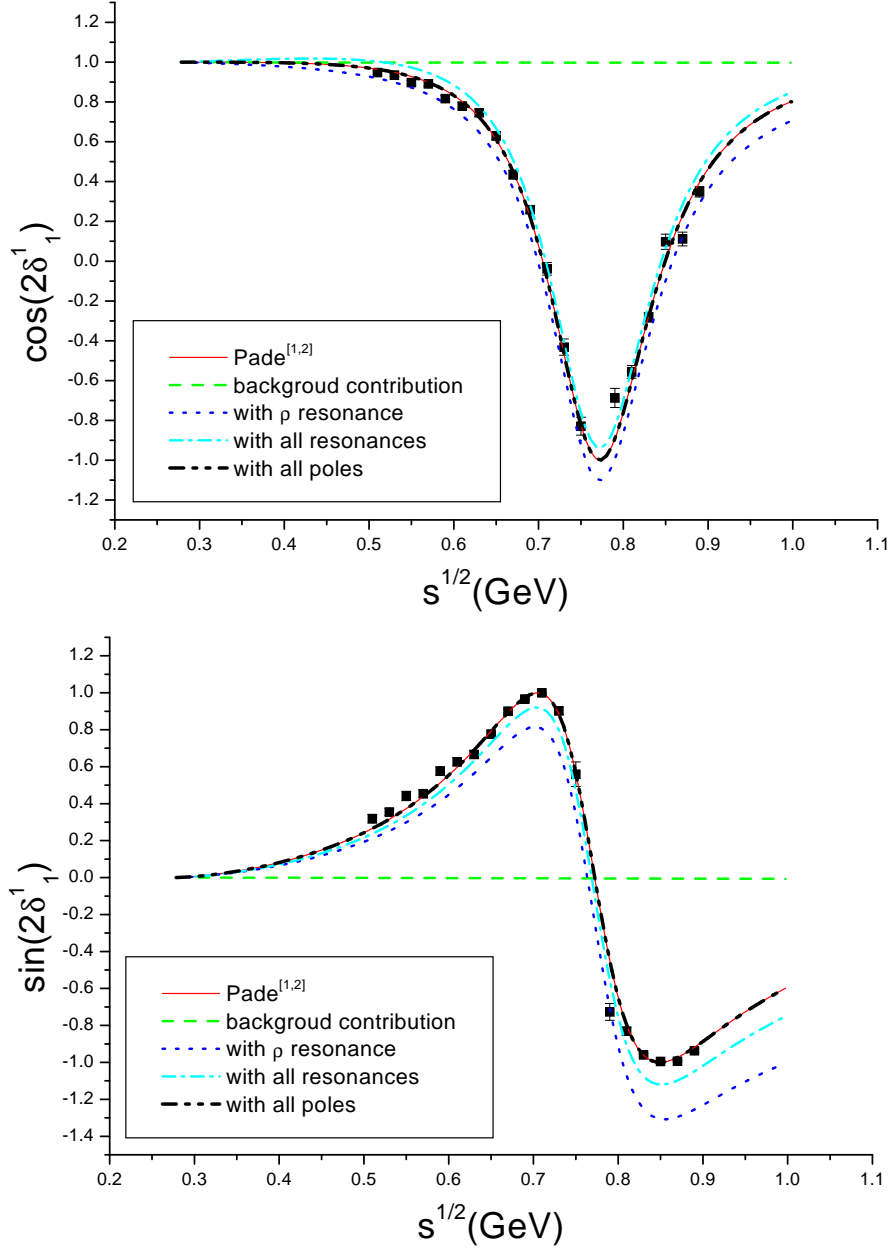 1.2
1.0
0.8
0.6
0.4
0.2
0.0
-0.2
-0.4
-0.6
-0.8
-1.0
-1.2
cos(2δ¹₁)
Pade[1,2]
backgroud contribution
with ρ resonance
with all resonances
with all poles
0.2 0.3 0.4 0.5 0.6 0.7 0.8 0.9 1.0 1.1
s^1/2(GeV)
1.2
1.0
0.8
0.6
0.4
0.2
0.0
-0.2
-0.4
-0.6
-0.8
-1.0
-1.2
-1.4
sin(2δ¹₁)
Pade[1,2]
backgroud contribution
with ρ resonance
with all resonances
with all poles
0.2 0.3 0.4 0.5 0.6 0.7 0.8 0.9 1.0 1.1
s^1/2(GeV)